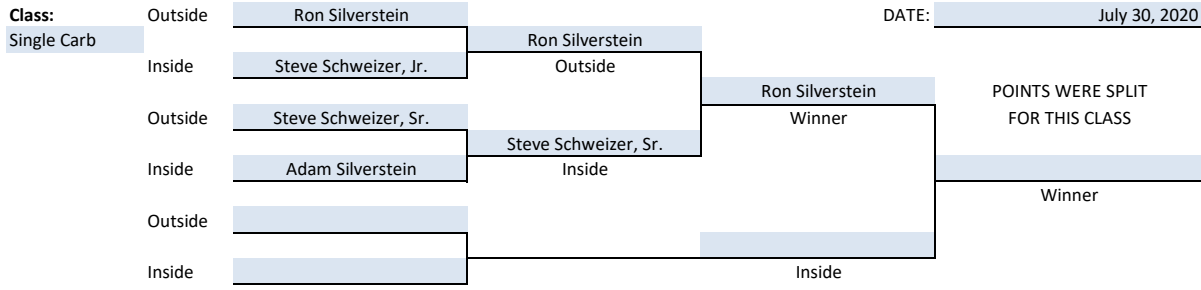 Class: Outside Ron Silverstein DATE: July 30, 2020
Single Carb Ron Silverstein
Inside Steve Schweizer, Jr. Outside
Ron Silverstein POINTS WERE SPLIT
Outside Steve Schweizer, Sr. Winner FOR THIS CLASS
Steve Schweizer, Sr.
Inside Adam Silverstein Inside
Winner
Outside
Inside Inside